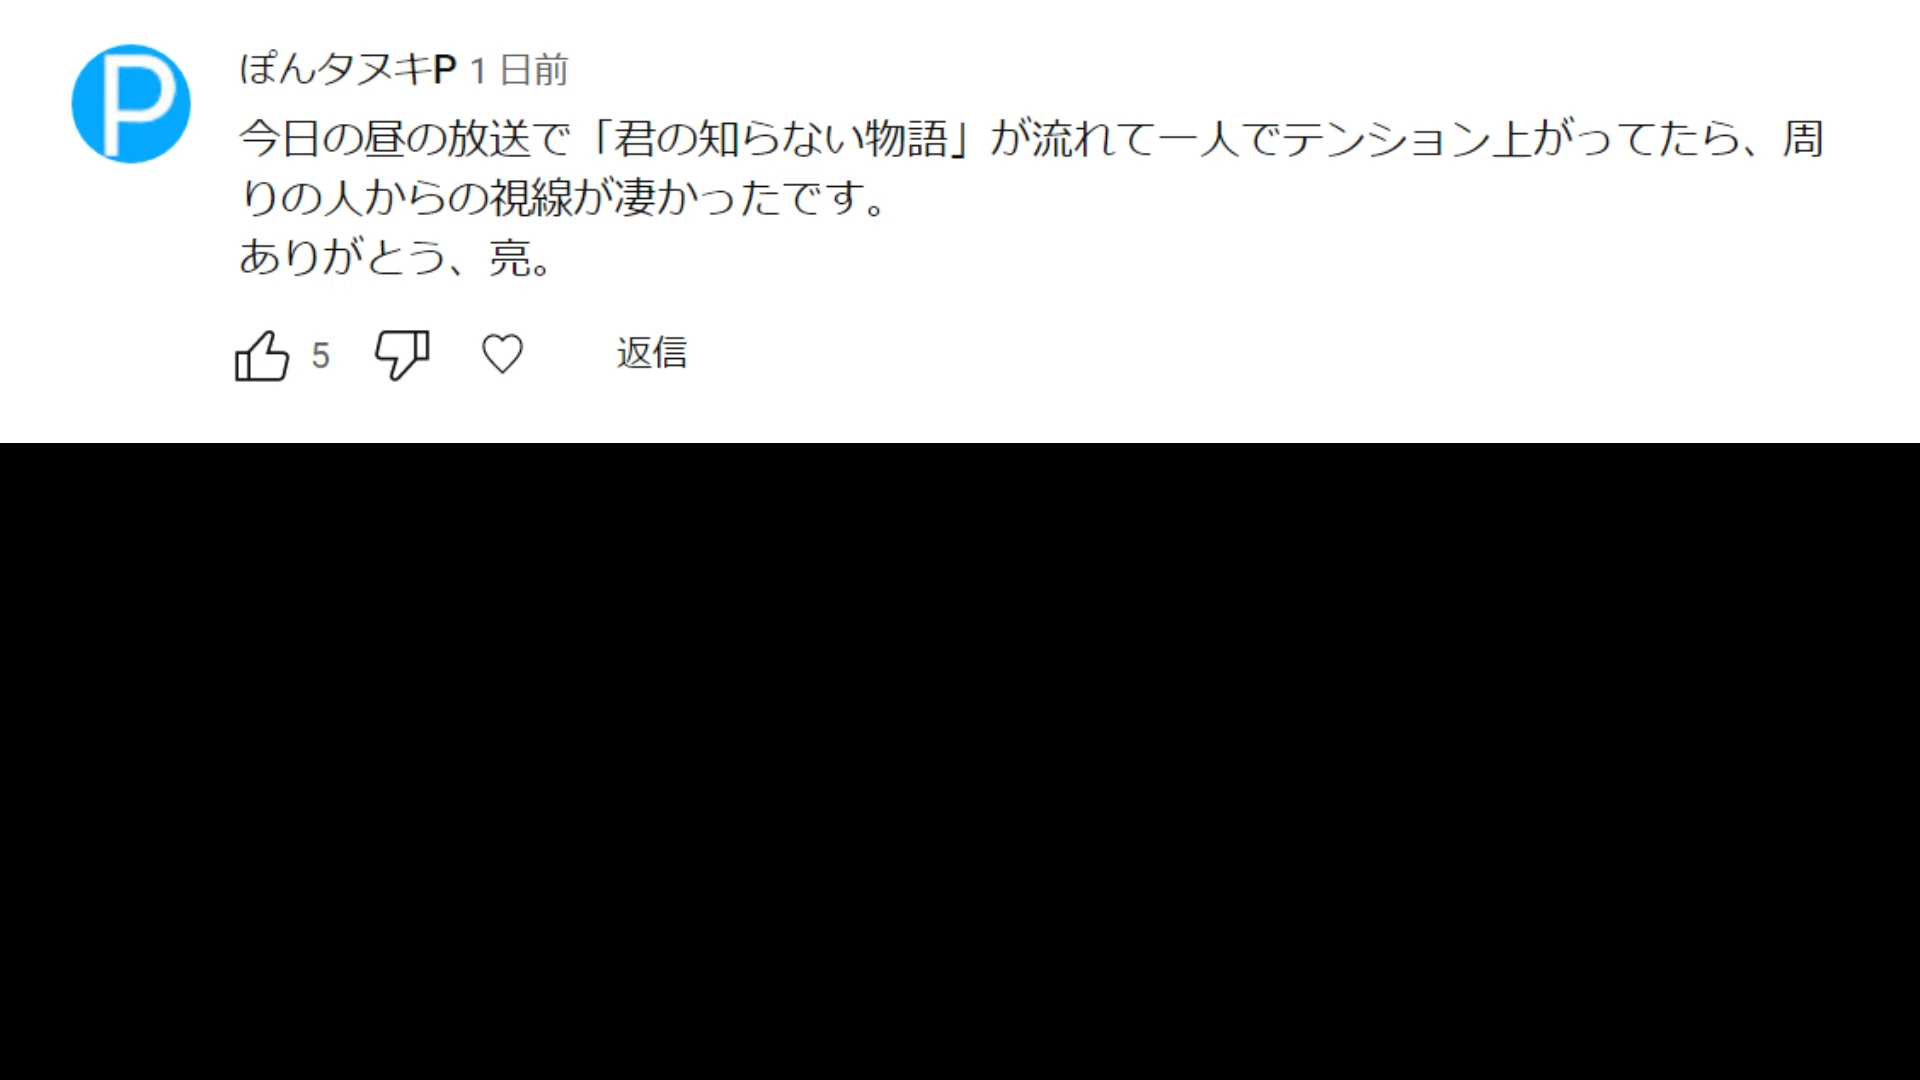 P
ぽんタヌキP 1 日前
今日の昼の放送で「君の知らない物語」が流れて一人でテンション上がってたら、周
りの人からの視線が凄かったです。
ありがとう、亮。
5 返信